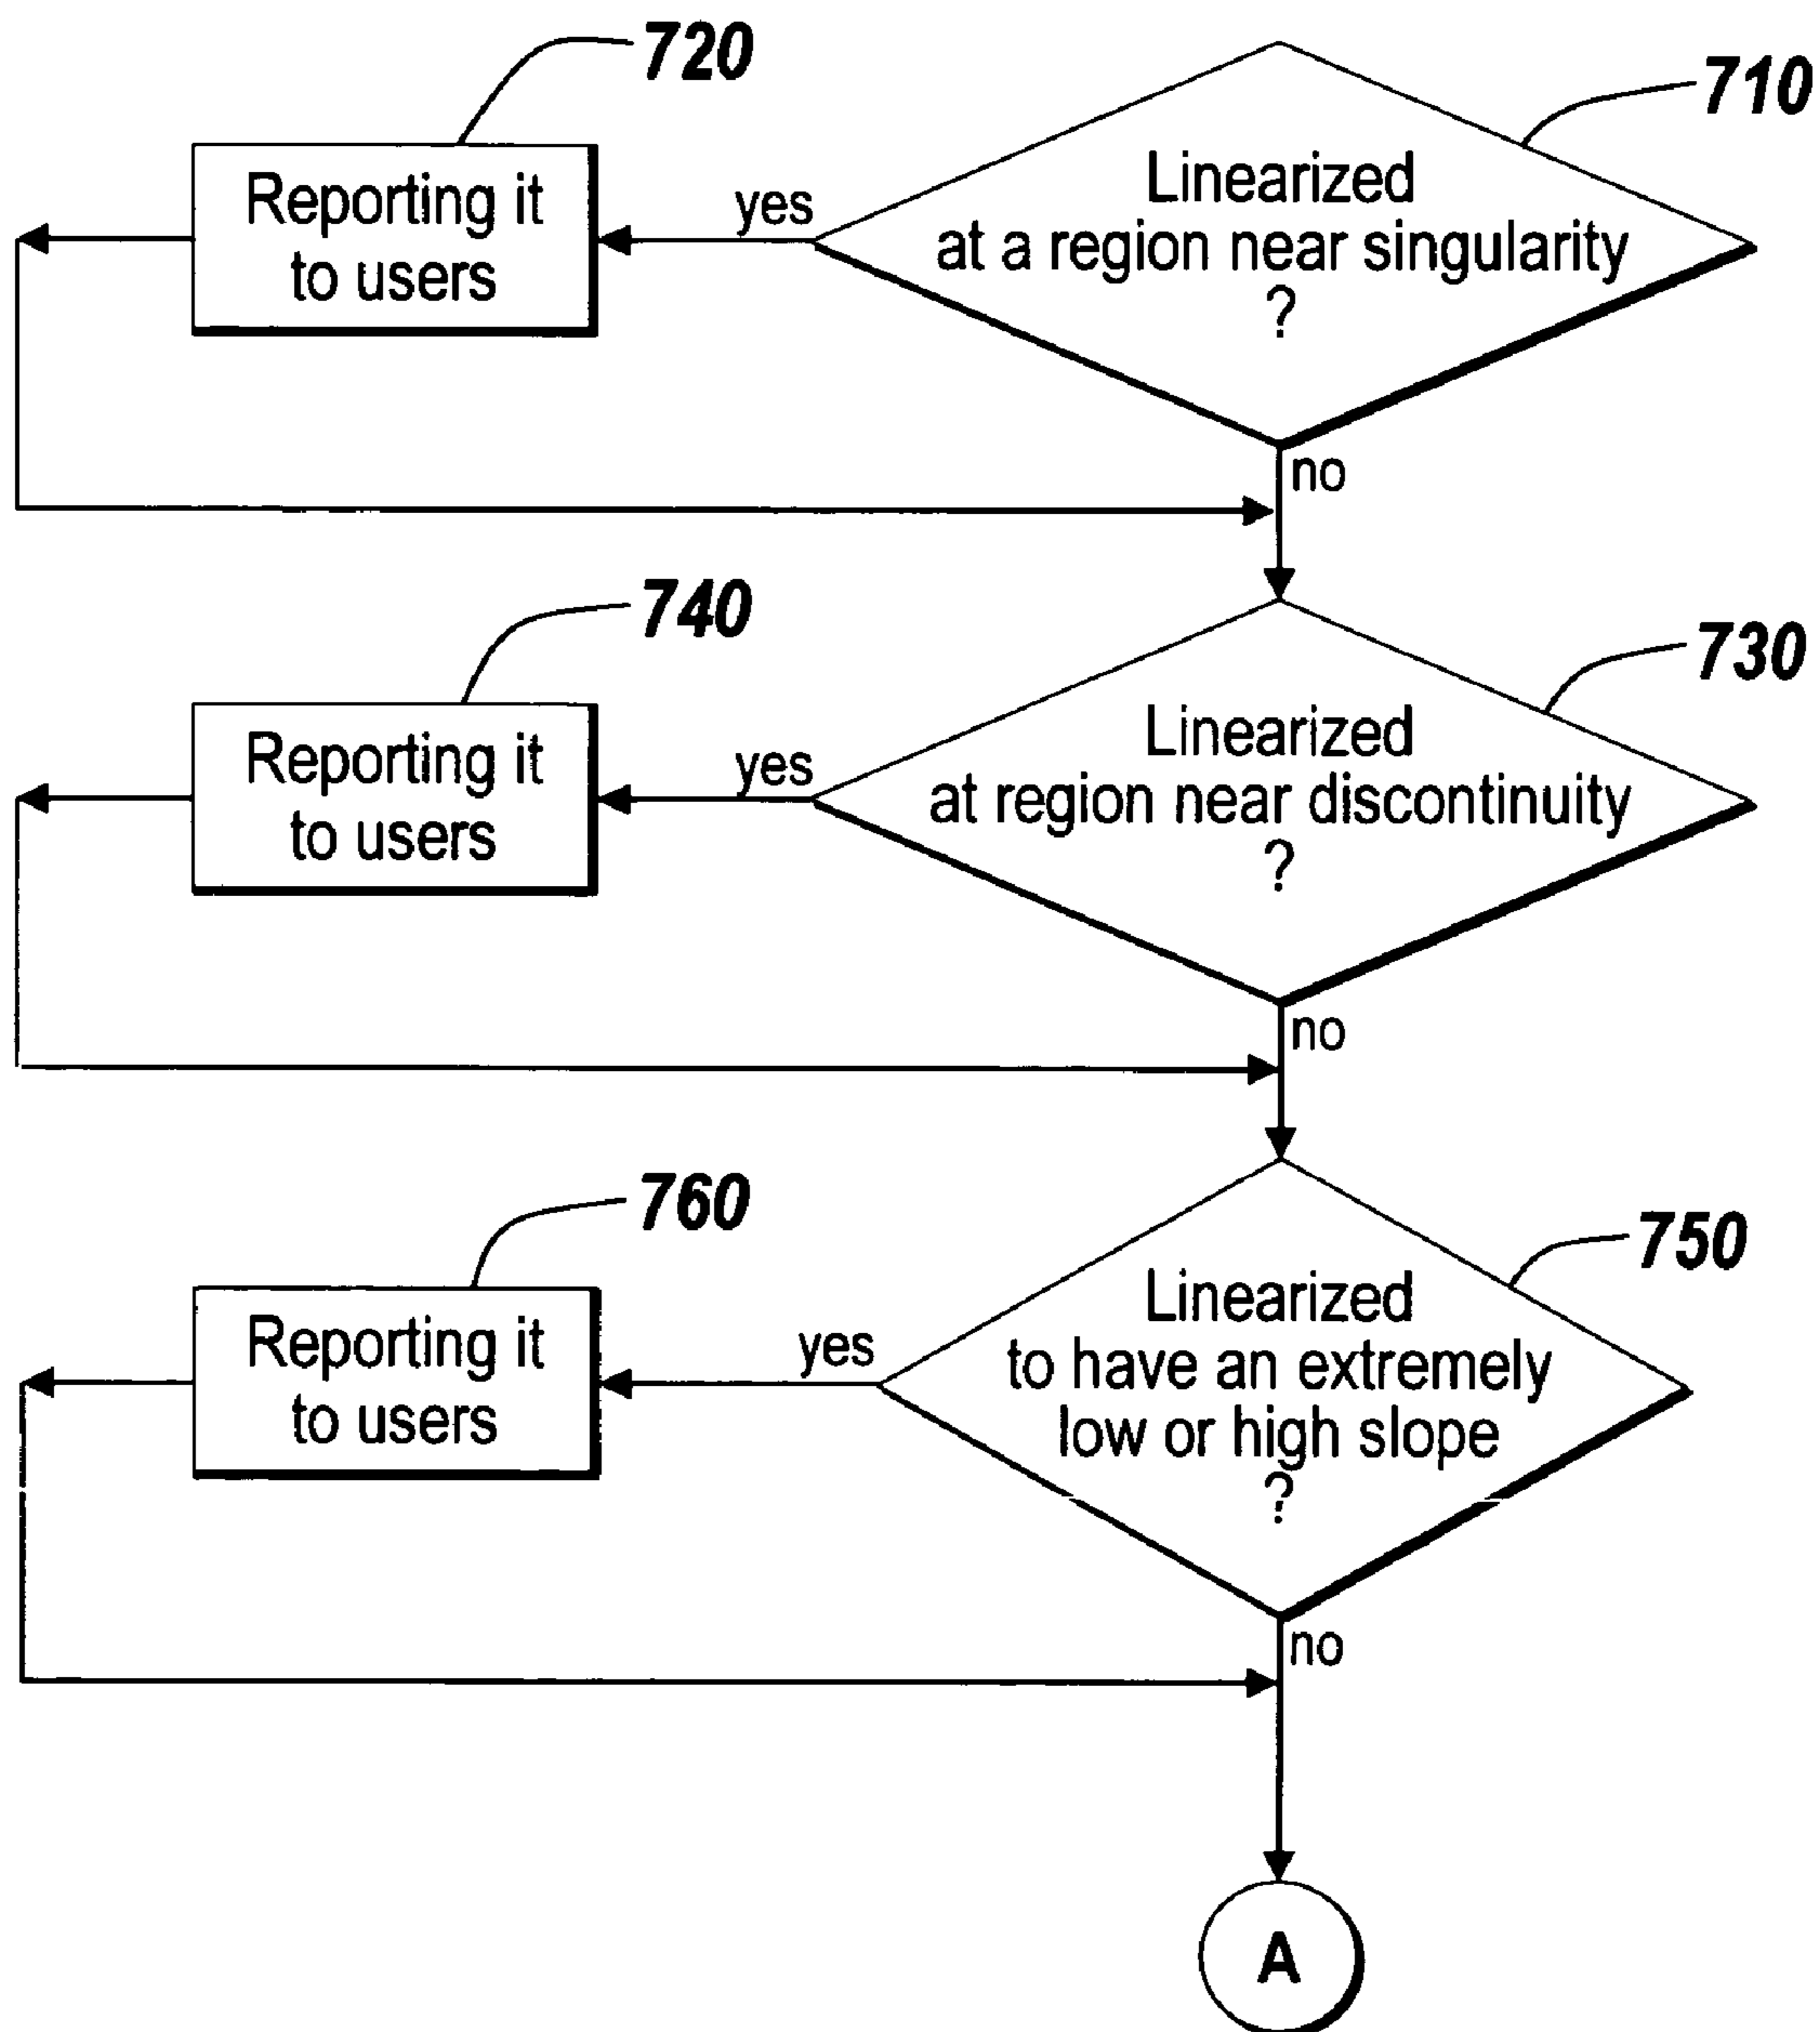 720
710
Reporting it
to users
yes
Linearized
at a region near singularity
?
no
740
730
Reporting it
to users
yes
Linearized
at region near discontinuity
?
no
760
750
Reporting it
to users
yes
Linearized
to have an extremely
low or high slope
?
no
A